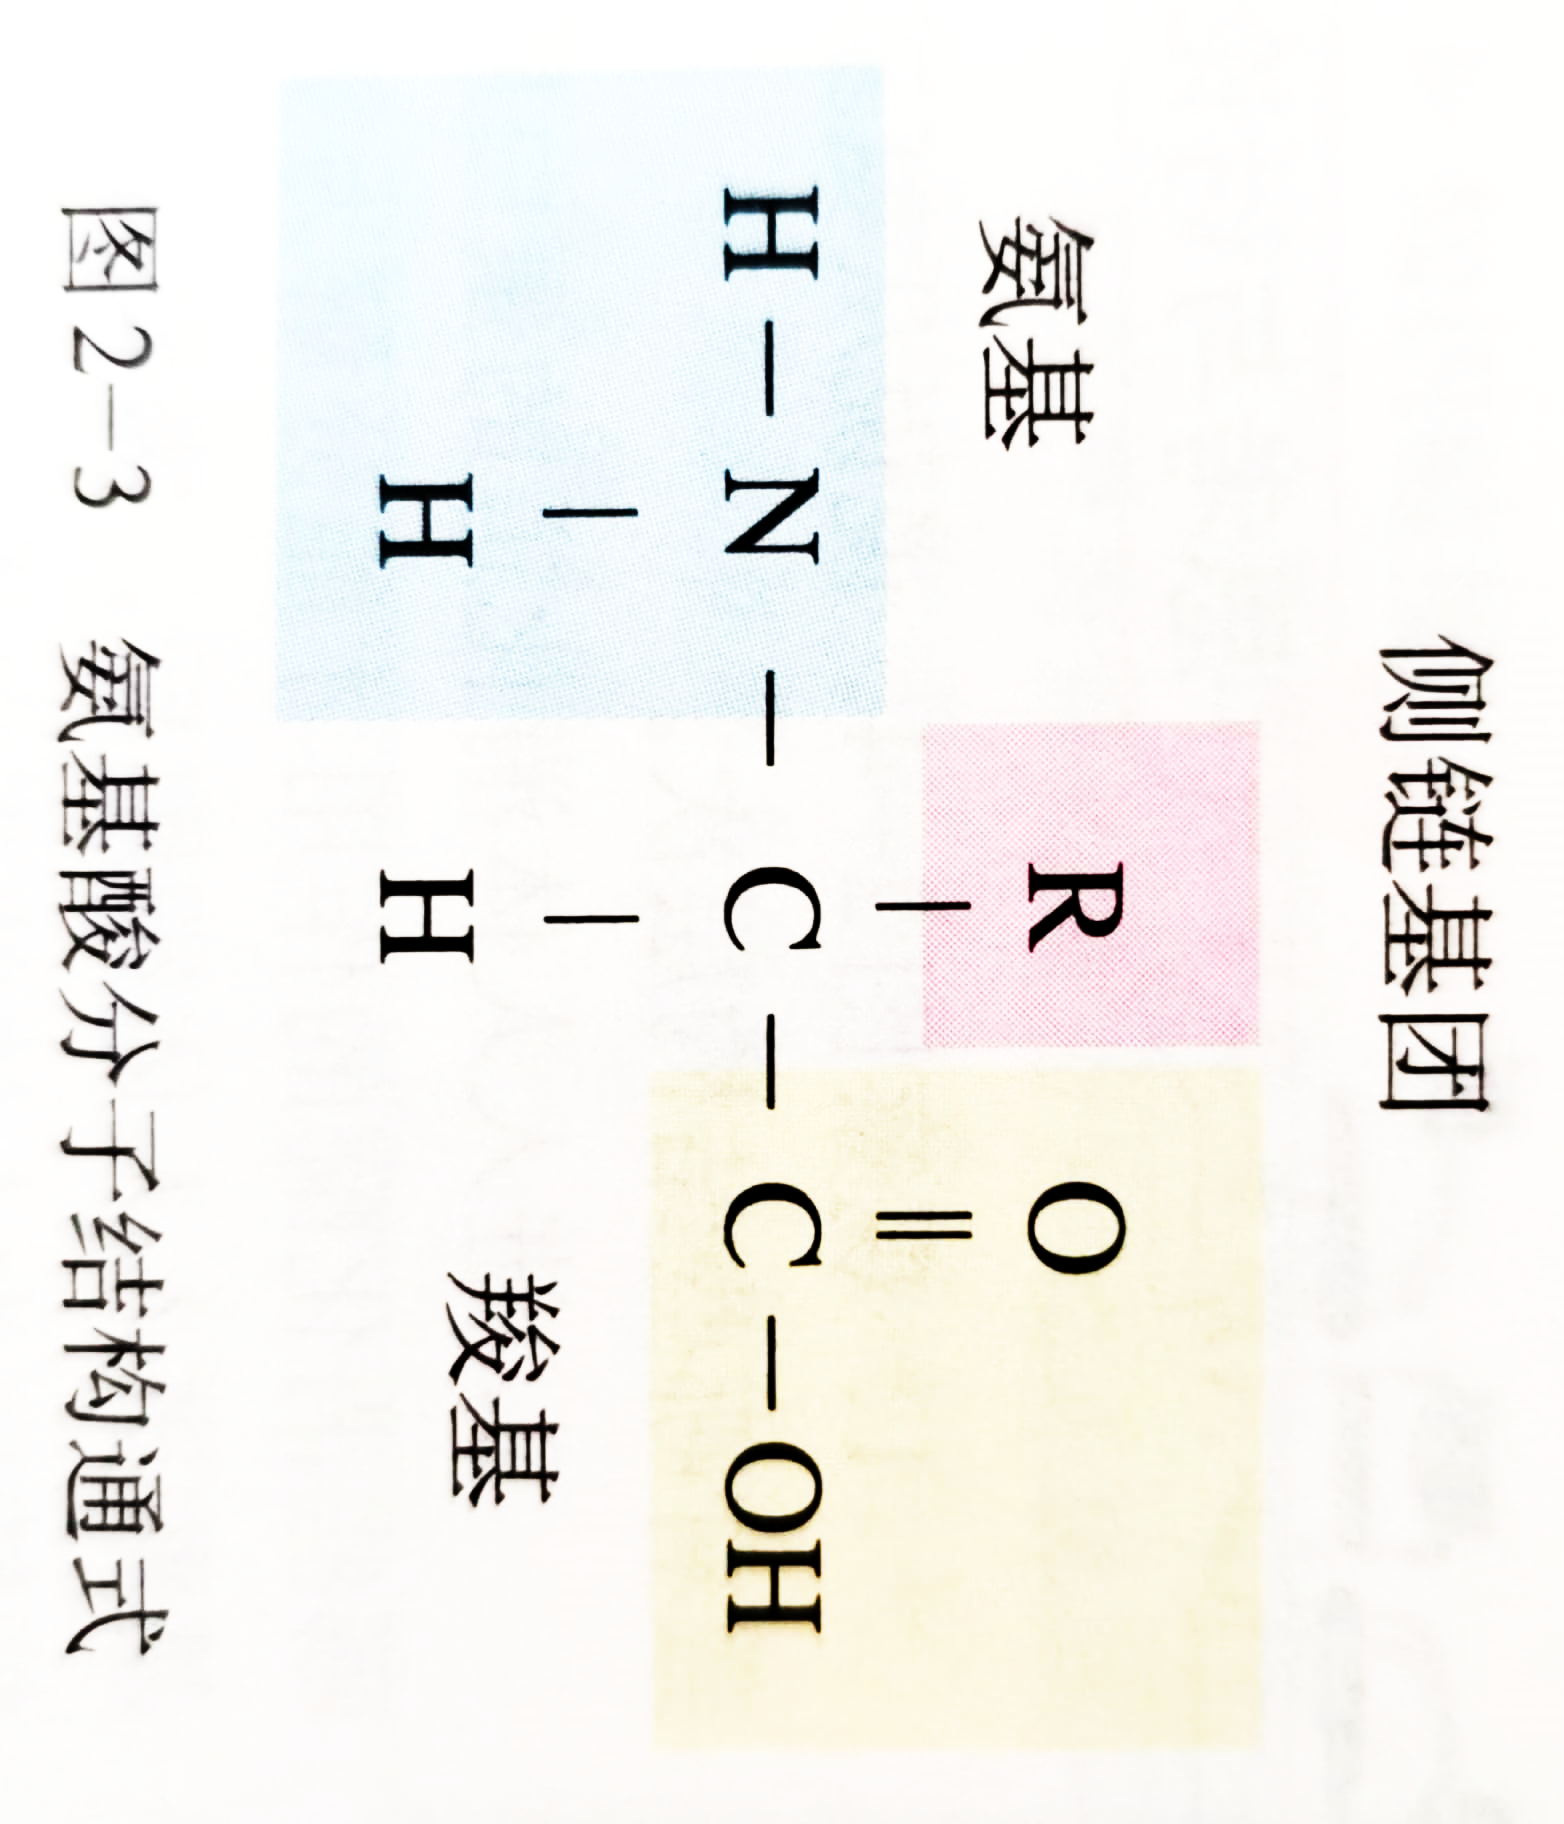 侧链基团
氨基
R O
H — N — C — C — OH
H H
羧基
图 2—3 氨基酸分子结构通式